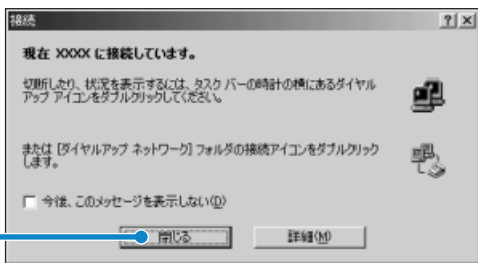 接続
現在 XXXX に接続しています。
切断したり、状況を表示するには、タスク バーの時計の横にあるダイヤル
アップ アイコンをダブルクリックしてください。
または [ダイヤルアップ ネットワーク] フォルダの接続アイコンをダブルクリック
します。
今後、このメッセージを表示しない(D)
閉じる
詳細(M)